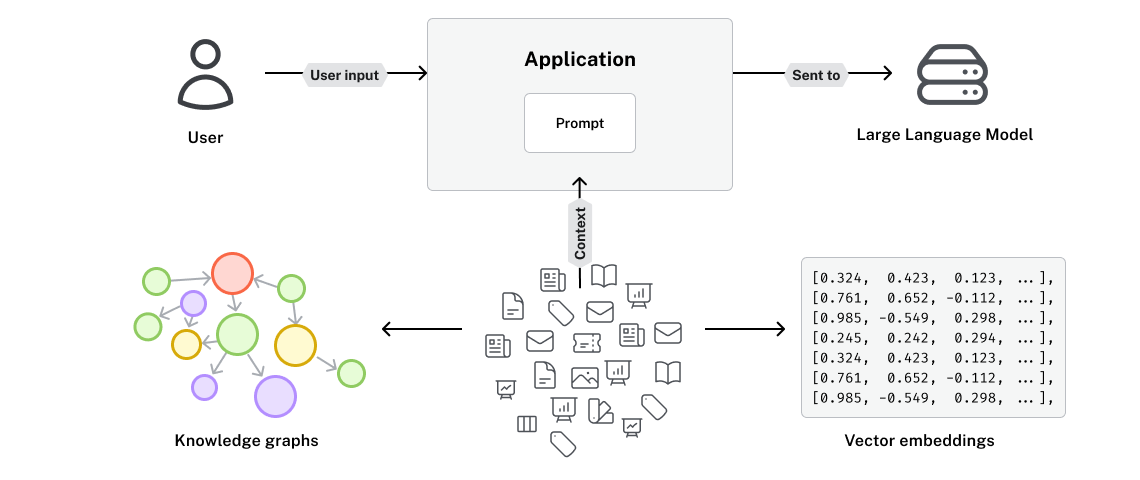 Application
User input
Sent to
Prompt
User
Large Language Model
Context
[0.324, 0.423, 0.123, ...],
[0.761, 0.652, -0.112, ...],
[0.985, -0.549, 0.298, ...],
[0.245, 0.242, 0.294, ...],
[0.324, 0.423, 0.123, ...],
[0.761, 0.652, -0.112, ...],
[0.985, -0.549, 0.298, ...],
Knowledge graphs
Vector embeddings